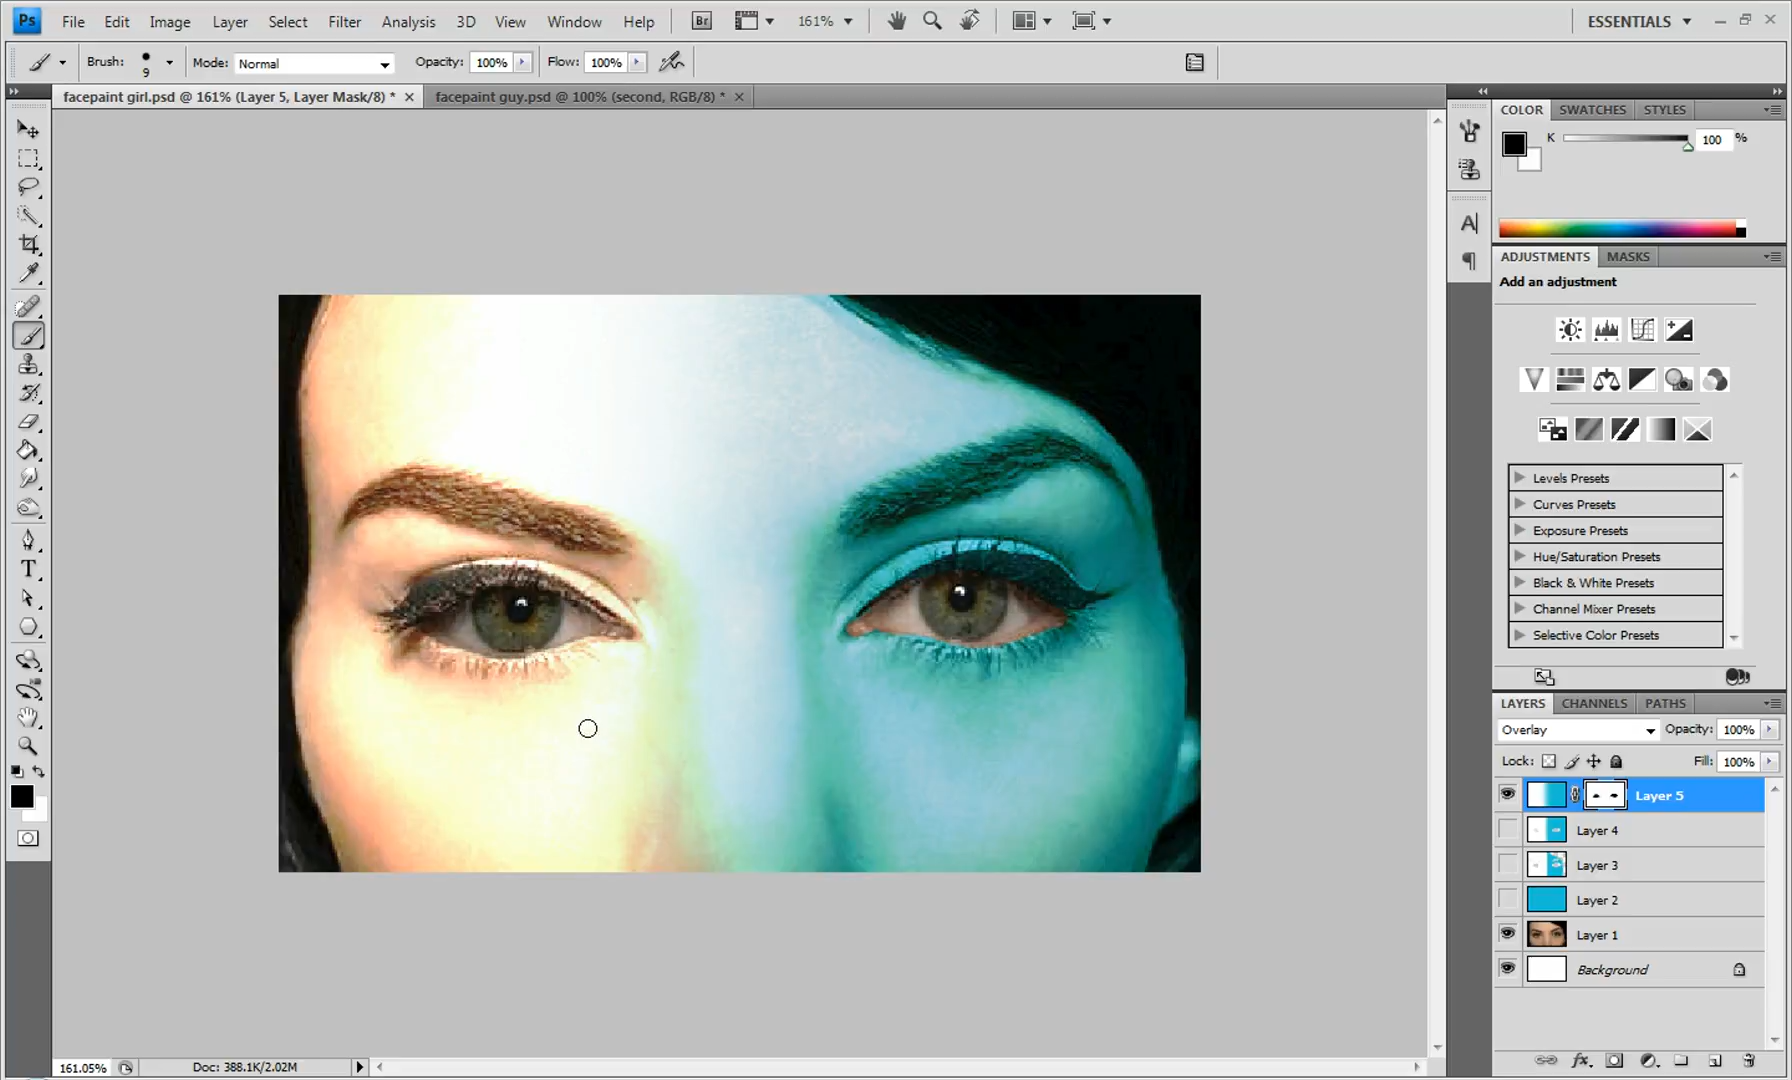 Ps File Edit Image Layer Select Filter Analysis 3D View Window Help Br 161% ESSENTIALS
Brush: 9 Mode: Normal Opacity: 100% Flow: 100%
facepaint girl.psd @ 161% (Layer 5, Layer Mask/8) * facepaint guy.psd @ 100% (second, RGB/8) *
COLOR SWATCHES STYLES
K 100 %
A
ADJUSTMENTS MASKS
Add an adjustment
Levels Presets
Curves Presets
Exposure Presets
Hue/Saturation Presets
Black & White Presets
Channel Mixer Presets
Selective Color Presets
T
LAYERS CHANNELS PATHS
Overlay Opacity: 100%
Lock: Fill: 100%
Layer 5
Layer 4
Layer 3
Layer 2
Layer 1
Background
161.05% Doc: 388.1K/2.02M fx